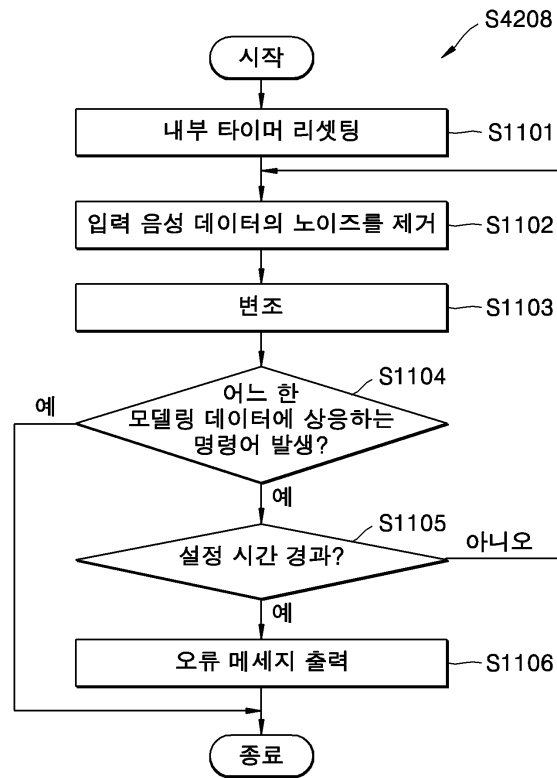 S4208
시작
내부 타이머 리셋팅
S1101
입력 음성 데이터의 노이즈를 제거
S1102
변조
S1103
S1104
어느 한
모델링 데이터에 상응하는
명령어 발생?
예
예
S1105
설정 시간 경과?
아니오
예
오류 메세지 출력
S1106
종료